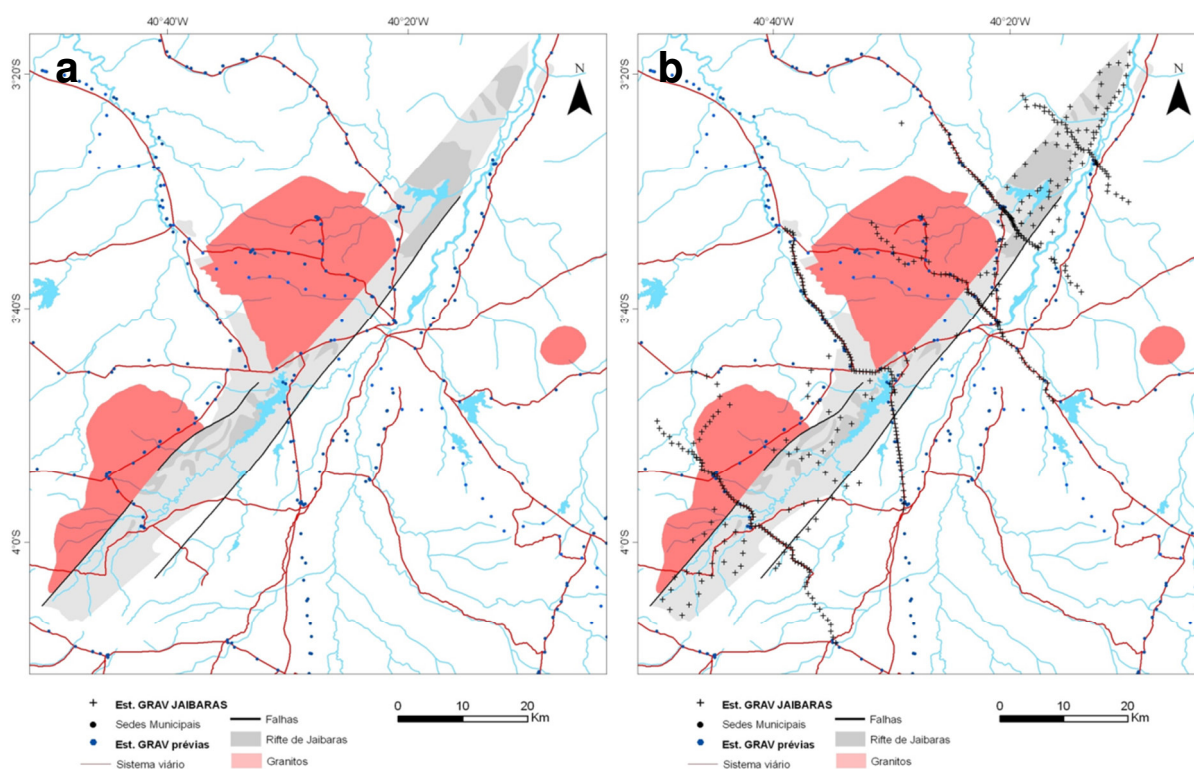 40°40'W
40°20'W
a
N
3°20'S
3°40'S
4°0'S
Est. GRAV JAIBARAS
Sedes Municipais
Est. GRAV prévias
Sistema viário
Falhas
Rifte de Jaibaras
Granitos
0 10 20
Km
40°40'W
40°20'W
b
N
3°20'S
3°40'S
4°0'S
Est. GRAV JAIBARAS
Sedes Municipais
Est. GRAV prévias
Sistema viário
Falhas
Rifte de Jaibaras
Granitos
0 10 20
Km